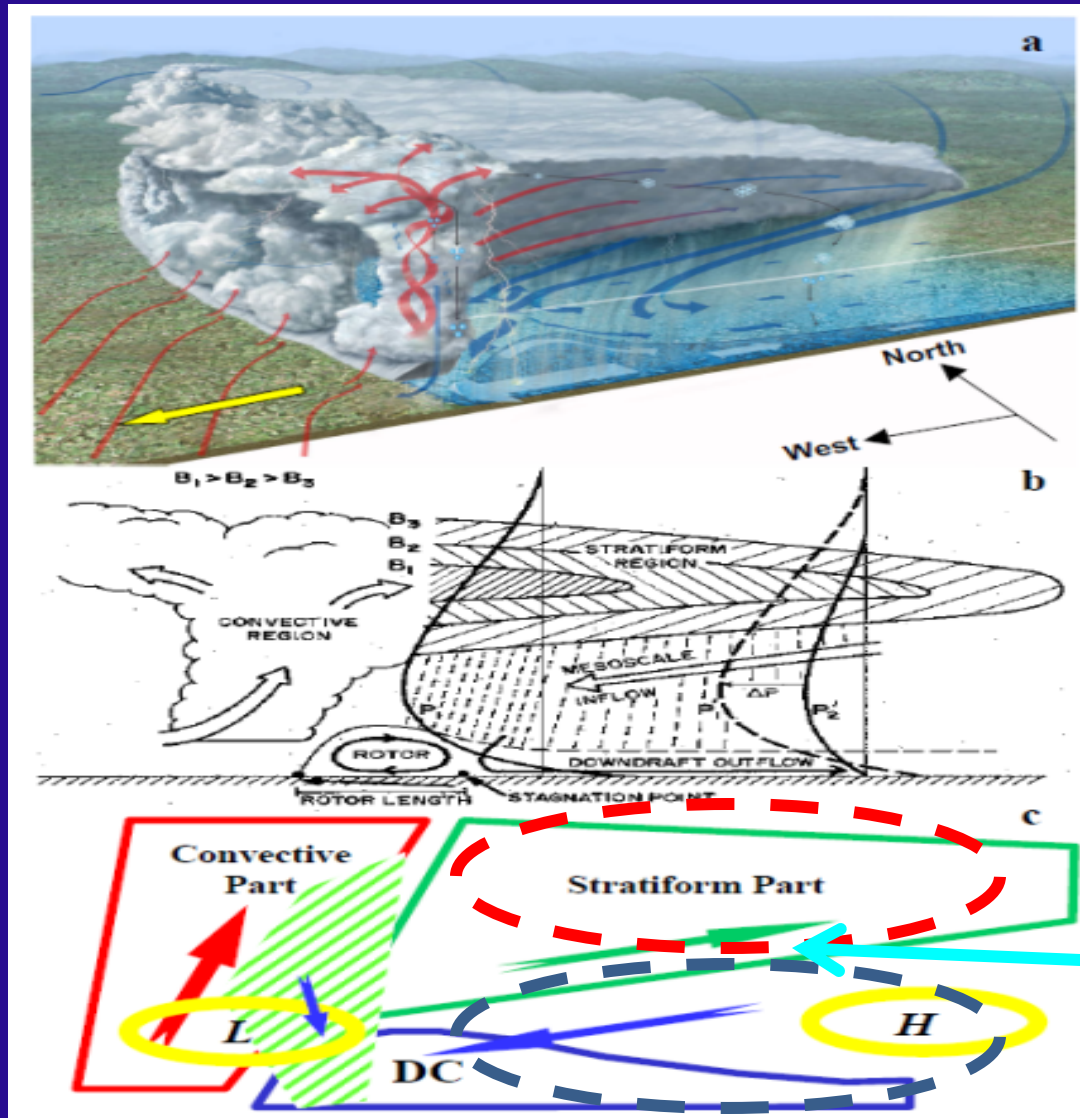 a
North
West
B₁ > B₂ > B₃
b
B₃
B₂
B₁
STRATIFORM
REGION
CONVECTIVE
REGION
MESOSCALE
INFLOW
P
P₁
ΔP
P₂
ROTOR
DOWNDRAFT OUTFLOW
ROTOR LENGTH
STAGNATION POINT
c
Convective
Part
Stratiform Part
L
H
DC